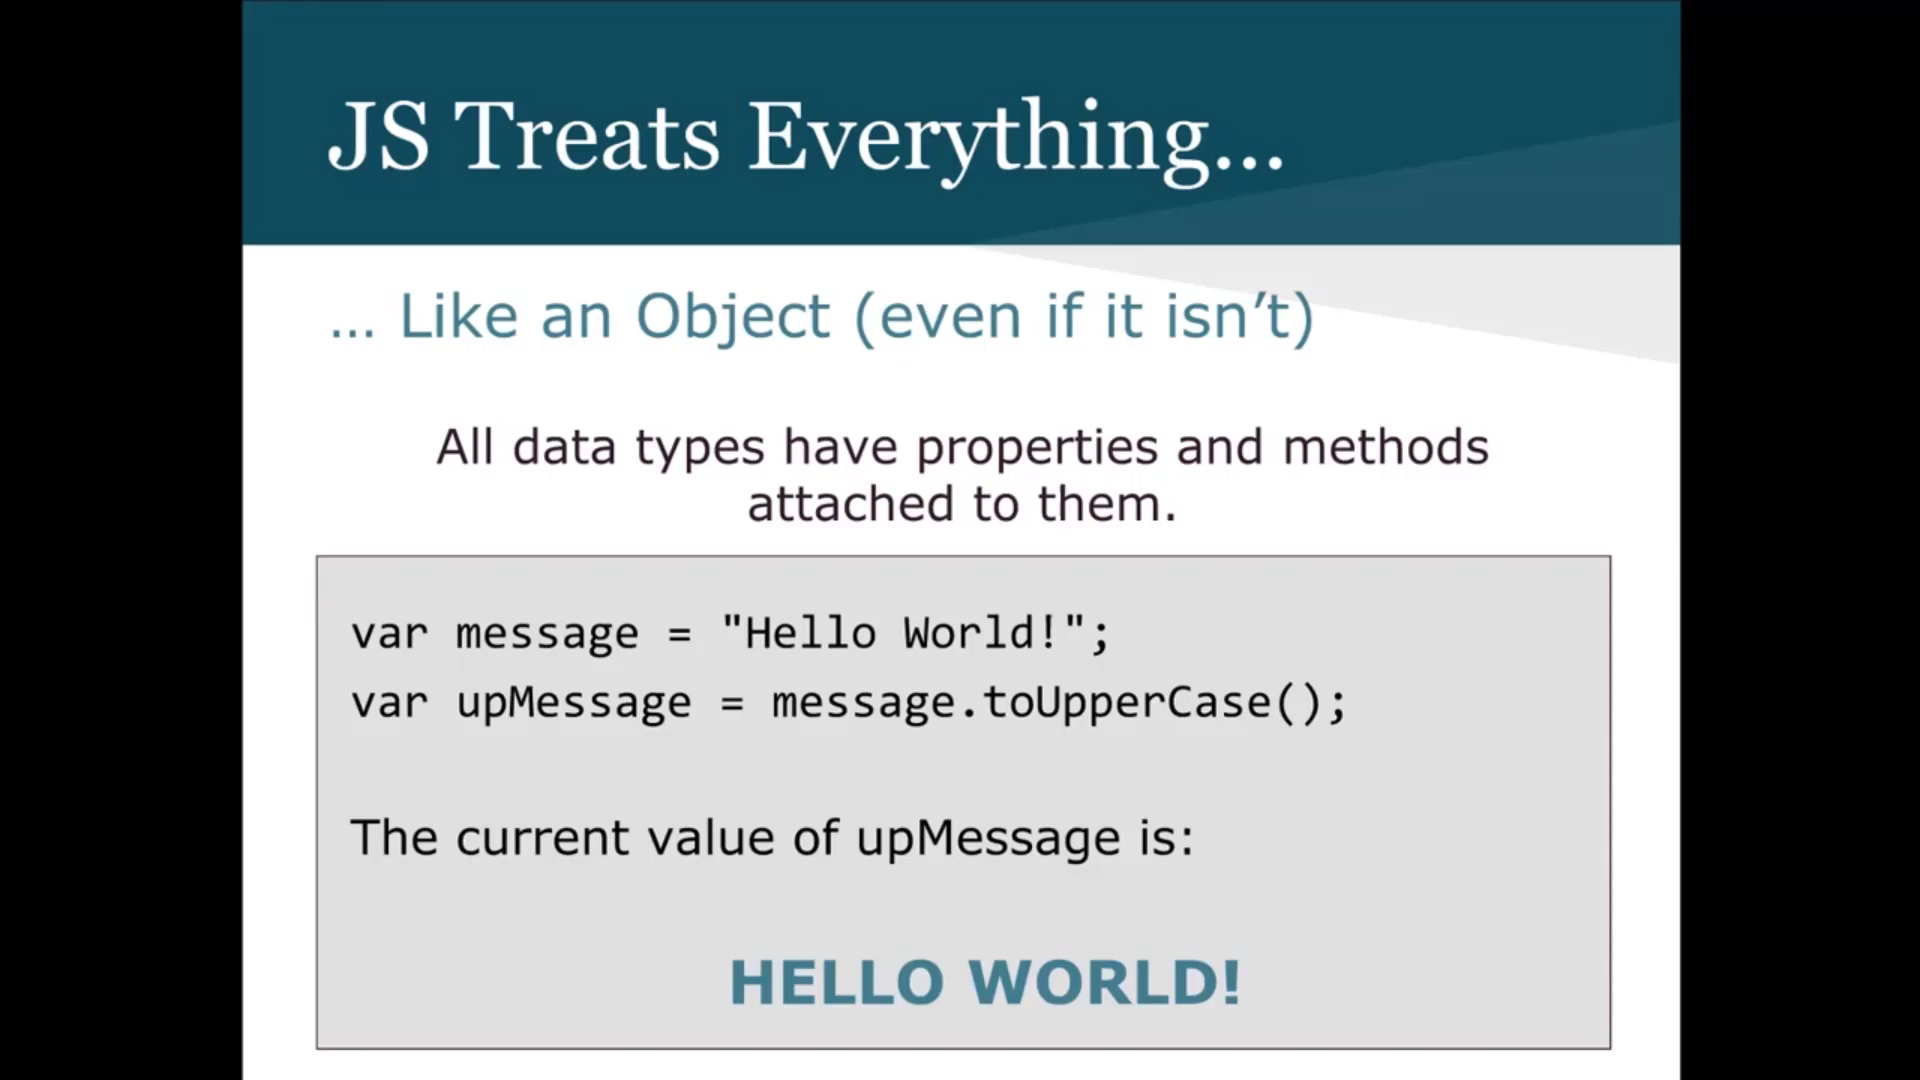 JS Treats Everything...
... Like an Object (even if it isn’t)
All data types have properties and methods
attached to them.
var message = "Hello World!";
var upMessage = message.toUpperCase();
The current value of upMessage is:
HELLO WORLD!